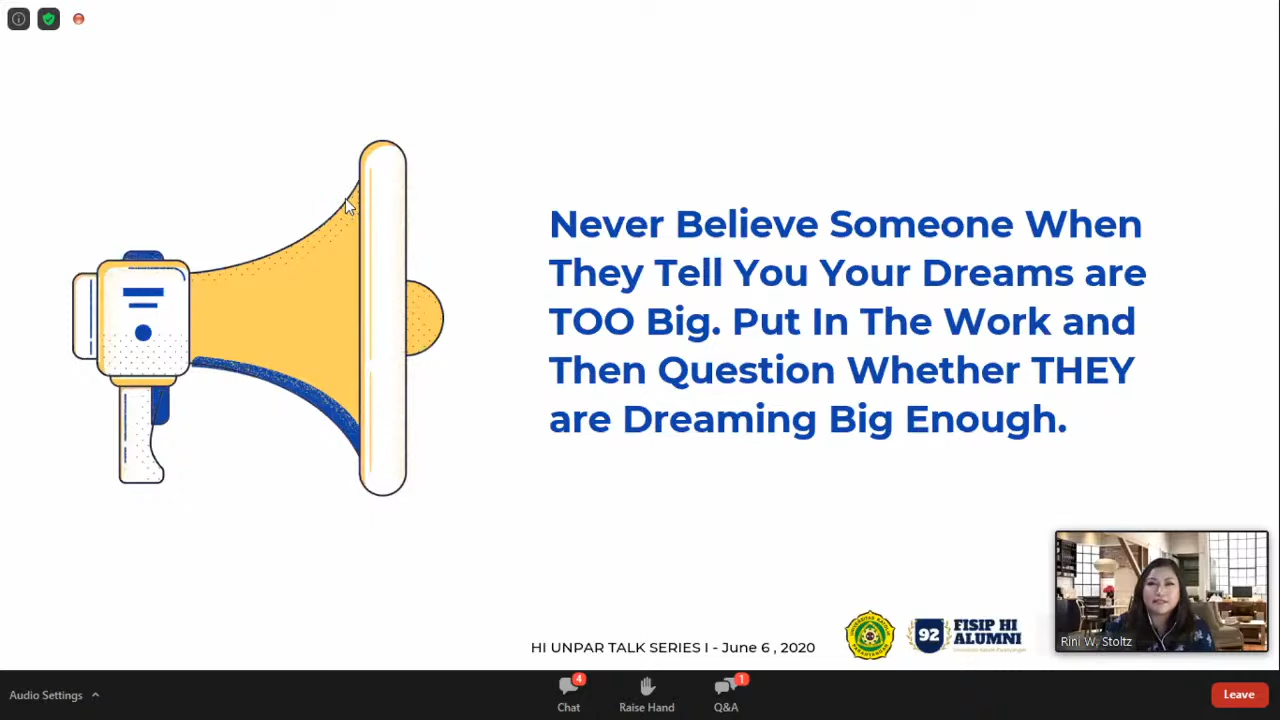 Never Believe Someone When
They Tell You Your Dreams are
TOO Big. Put In The Work and
Then Question Whether THEY
are Dreaming Big Enough.
Rini W. Stoltz
HI UNPAR TALK SERIES I - June 6 , 2020
92
FISIP HI
ALUMNI
Audio Settings
4
Chat
Raise Hand
1
Q&A
Leave